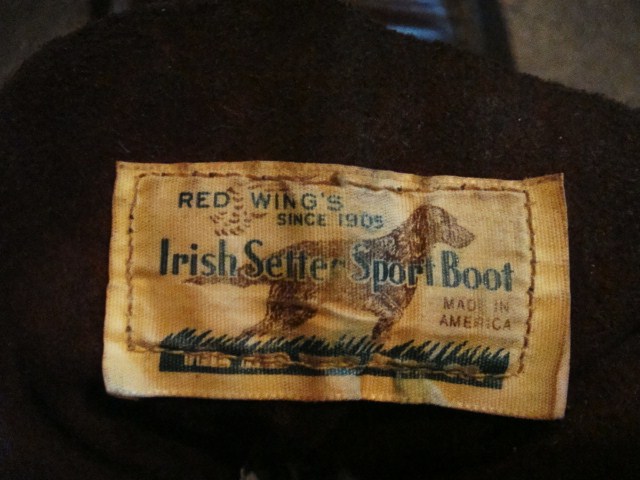 RED WING'S
SINCE 1905
Irish Setter Sport Boot
MADE IN
AMERICA